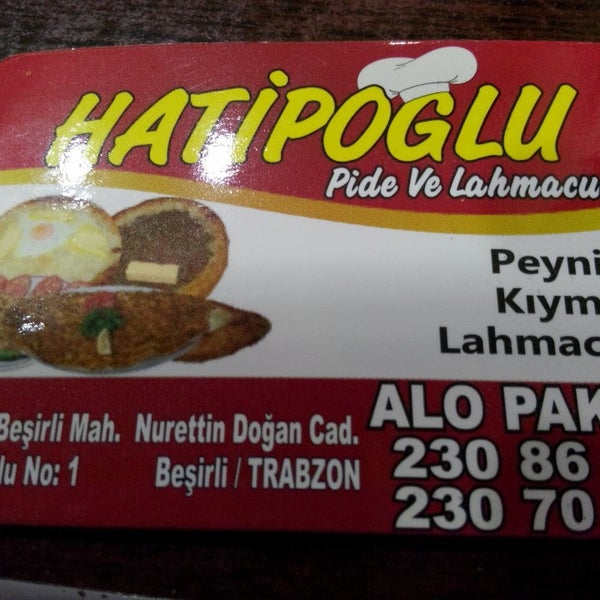 HATİPOĞLU
Pide Ve Lahmacu
Peyni
Kıym
Lahmac
ALO PAK
230 86
230 70
Beşirli Mah. Nurettin Doğan Cad.
lu No: 1 Beşirli / TRABZON